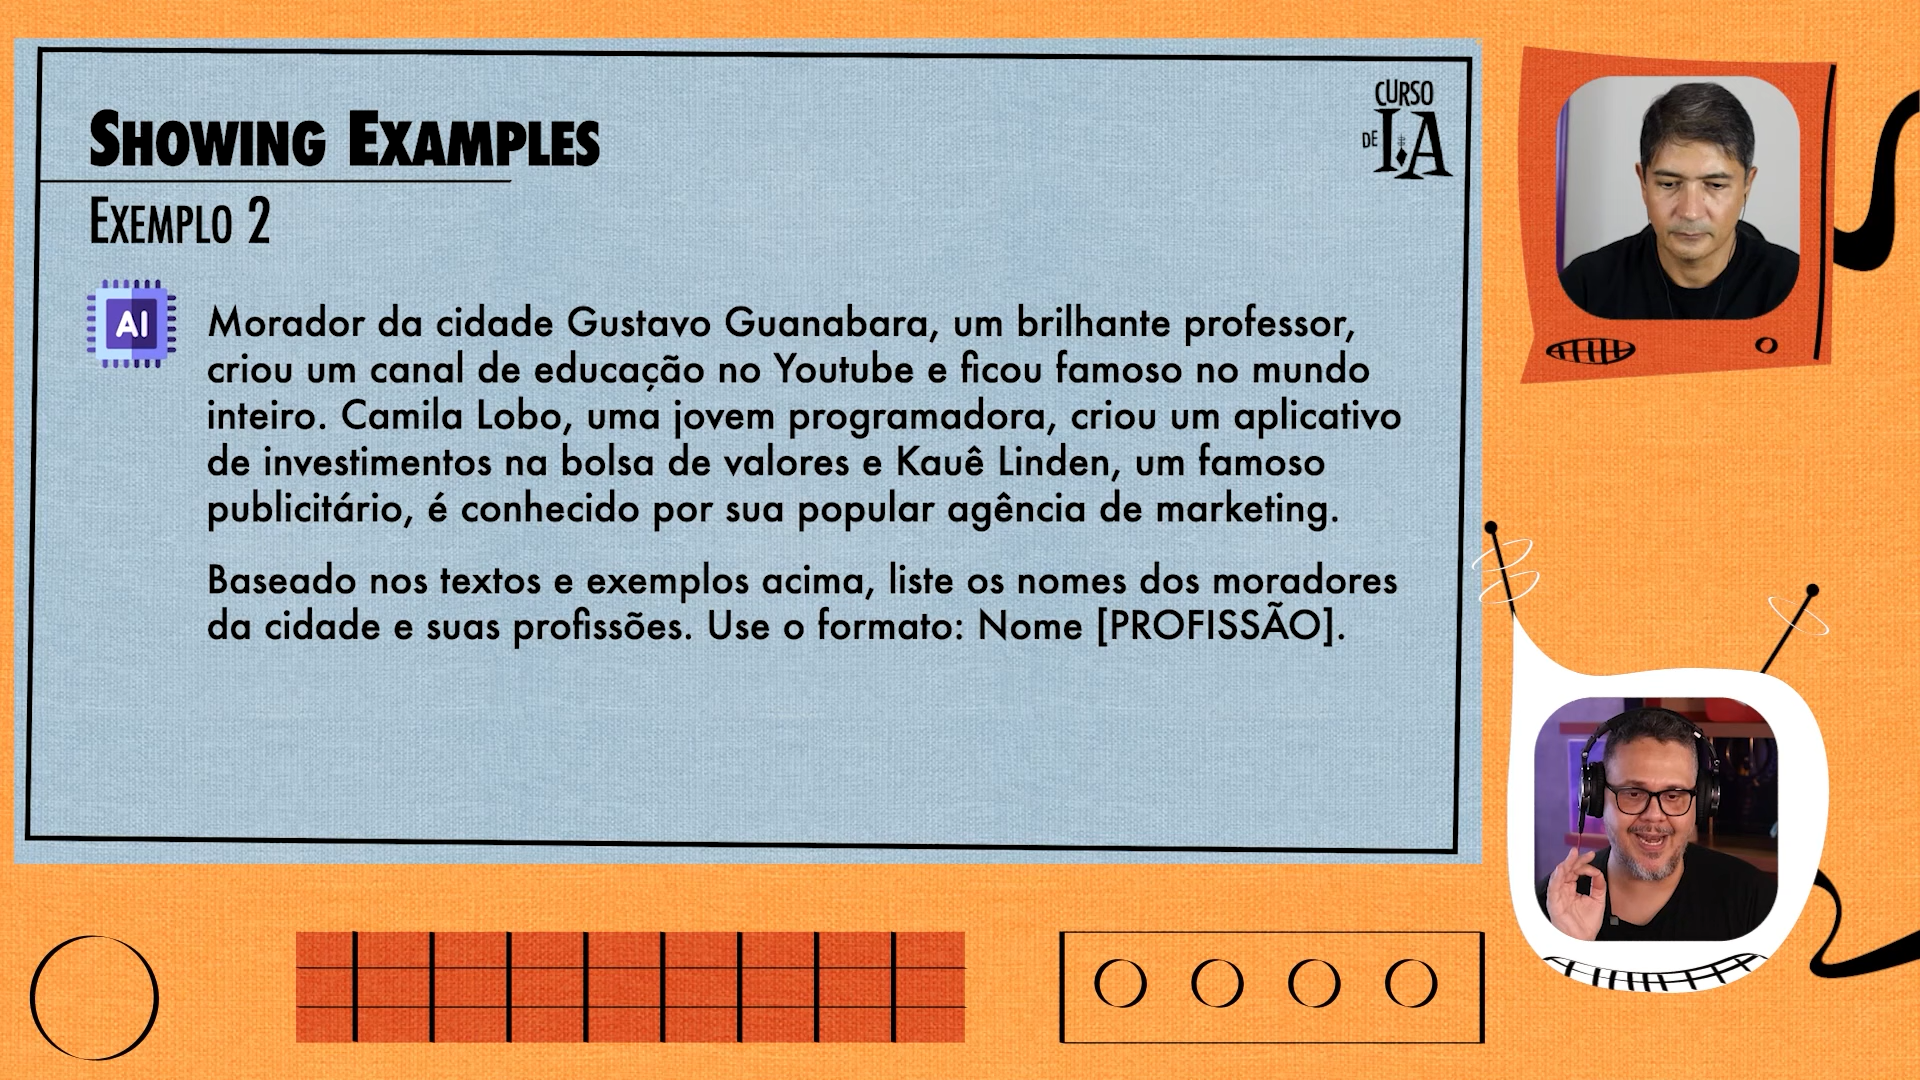 SHOWING EXAMPLES
EXEMPLO 2
CURSO
DE IA
AI
Morador da cidade Gustavo Guanabara, um brilhante professor,
criou um canal de educação no Youtube e ficou famoso no mundo
inteiro. Camila Lobo, uma jovem programadora, criou um aplicativo
de investimentos na bolsa de valores e Kauê Linden, um famoso
publicitário, é conhecido por sua popular agência de marketing.
Baseado nos textos e exemplos acima, liste os nomes dos moradores
da cidade e suas profissões. Use o formato: Nome [PROFISSÃO].